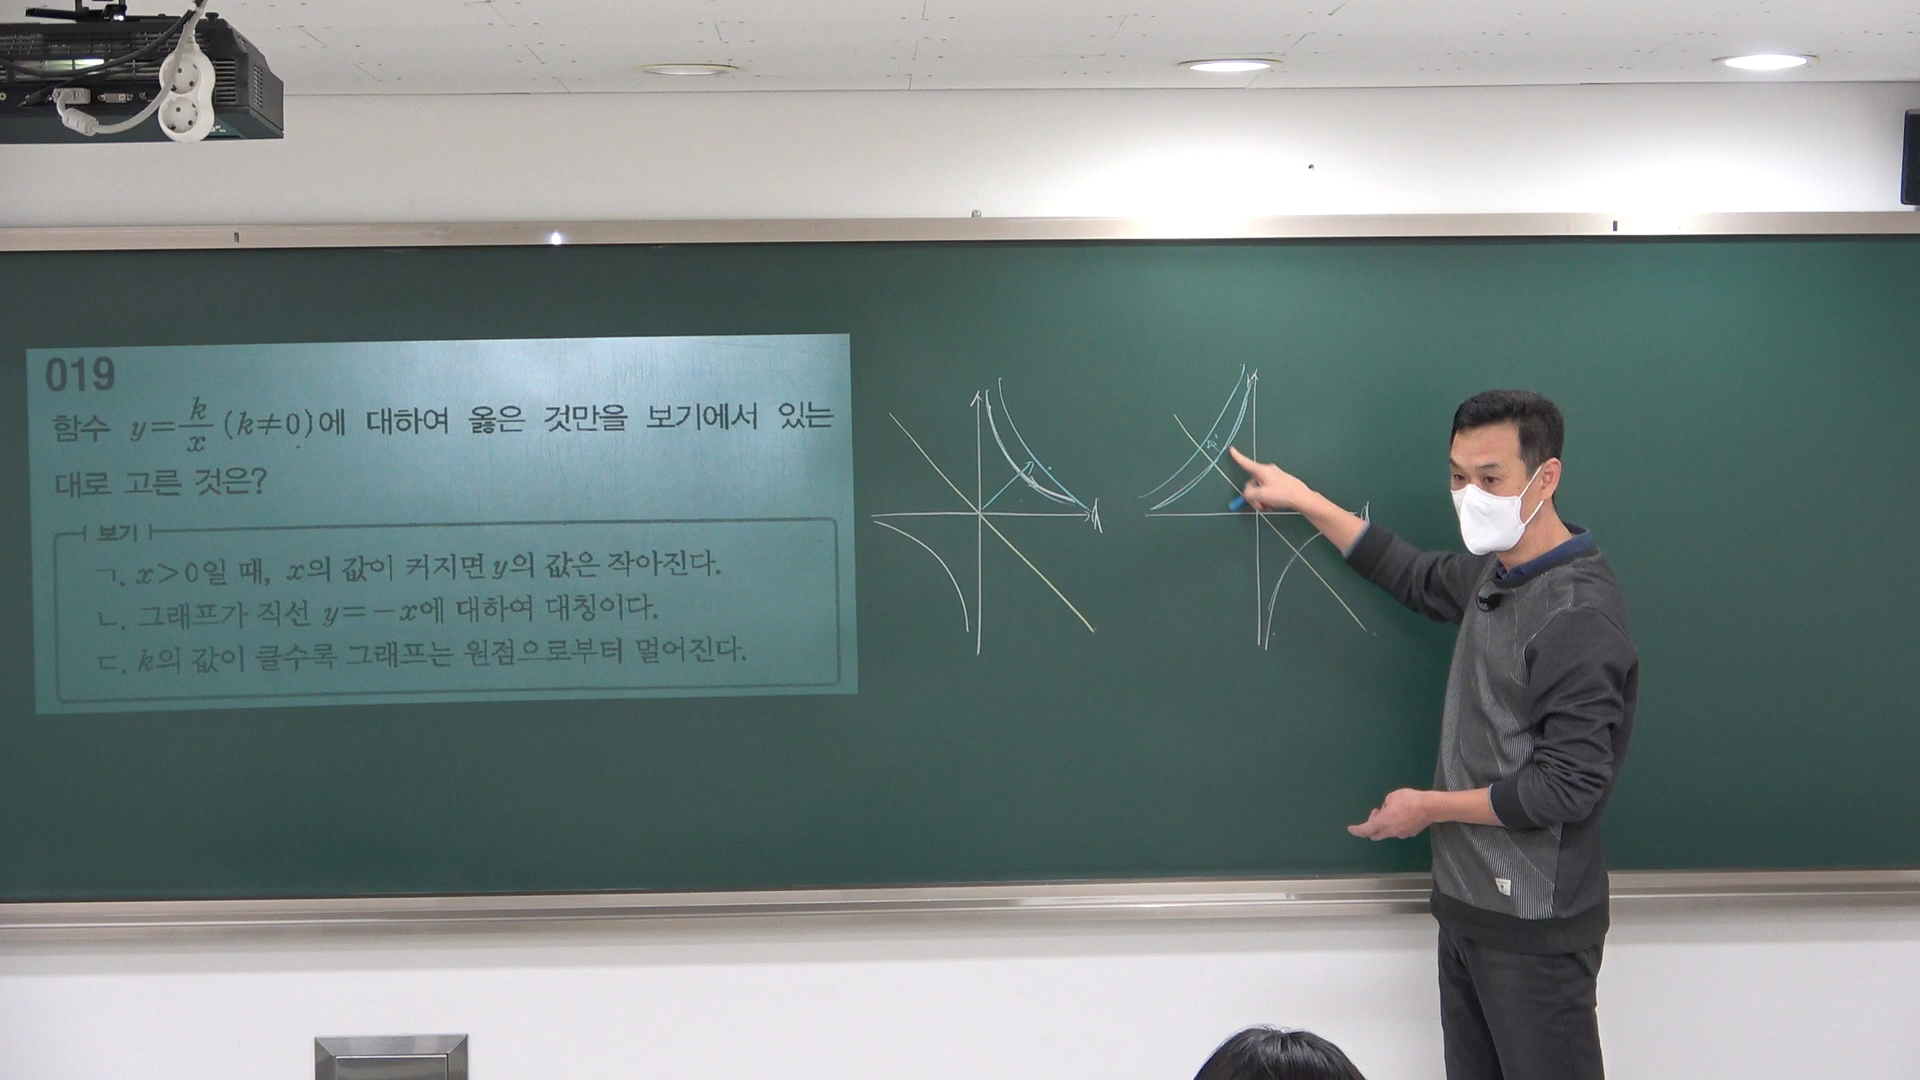 019
함수 y=k/x (k≠0)에 대하여 옳은 것만을 보기에서 있는
대로 고른 것은?
보기
ㄱ. x>0일 때, x의 값이 커지면 y의 값은 작아진다.
ㄴ. 그래프가 직선 y=-x에 대하여 대칭이다.
ㄷ. k의 값이 클수록 그래프는 원점으로부터 멀어진다.